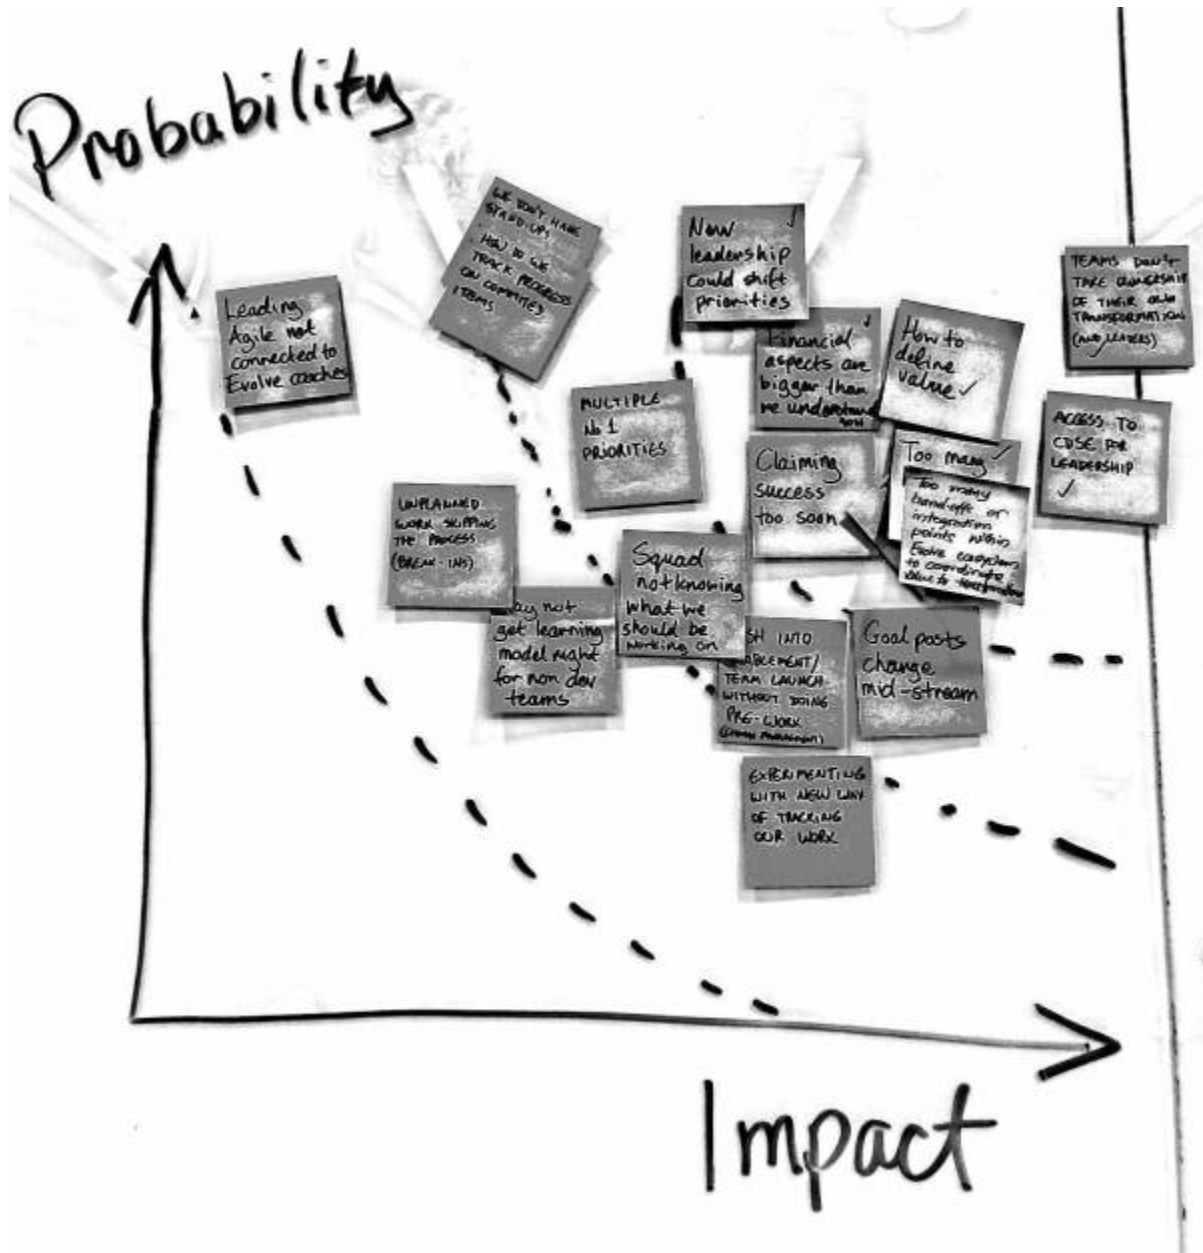 Probability
WE DON'T HAVE
STAND-UPS
HOW DO WE
TRACK PROGRESS
ON COMMITTED
ITEMS
New
leadership
could shift
priorities
TEAMS DON'T
TAKE OWNERSHIP
OF THEIR OWN
TRANSFORMATION
(AND LEADERS)
Leading
Agile not
connected to
Evolve coaches
Financial
aspects are
bigger than
we understand
How to
define
value
MULTIPLE
No 1
PRIORITIES
ACCESS TO
FOR
LEADERSHIP
Claiming
success
too soon
Too many
Too many
hand-offs or
integration
points within
Evolve ecosystem
to coordinate
UNPLANNED
WORK SKIPPING
THE PROCESS
(BREAK-INS)
Squad
not knowing
what we
should be
working on
not
get learning
model right
for non dev
teams
INTO
TEAM LAUNCH
WITHOUT DOING
PRE-WORK
(CHANGE MANAGEMENT)
Goal posts
change
mid-stream
EXPERIMENTING
WITH NEW WAY
OF TRACKING
OUR WORK
Impact